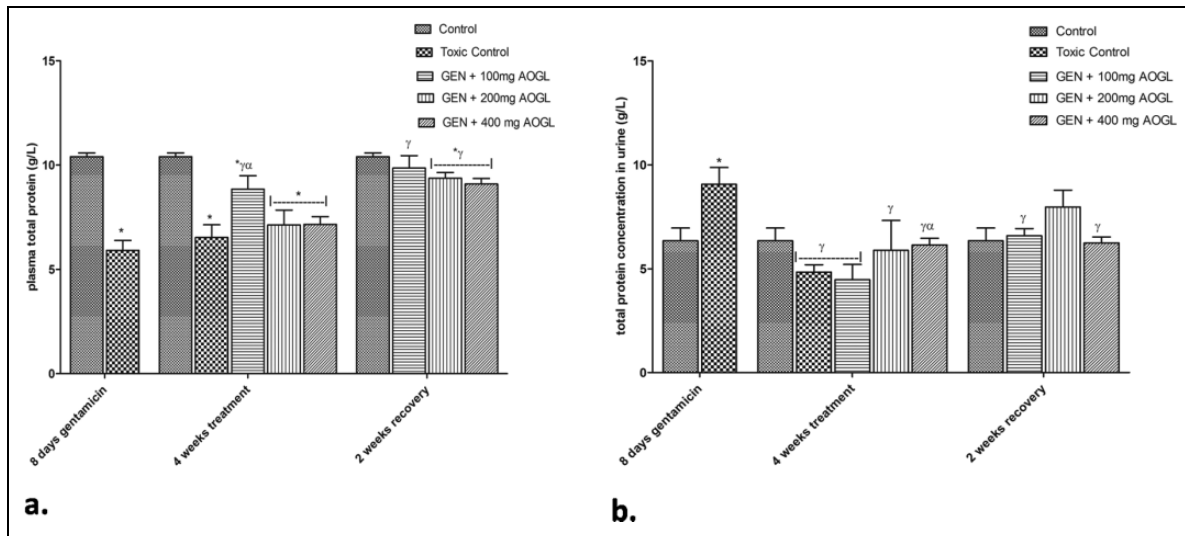 Control
Toxic Control
GEN + 100mg AOGL
GEN + 200mg AOGL
GEN + 400 mg AOGL
15
10
5
0
plasma total protein (g/L)
*
*
*γα
*
γ
*γ
8 days gentamicin
4 weeks treatment
2 weeks recovery
a.
Control
Toxic Control
GEN + 100mg AOGL
GEN + 200mg AOGL
GEN + 400 mg AOGL
15
10
5
0
total protein concentration in urine (g/L)
*
γ
γ
γα
γ
γ
8 days gentamicin
4 weeks treatment
2 weeks recovery
b.